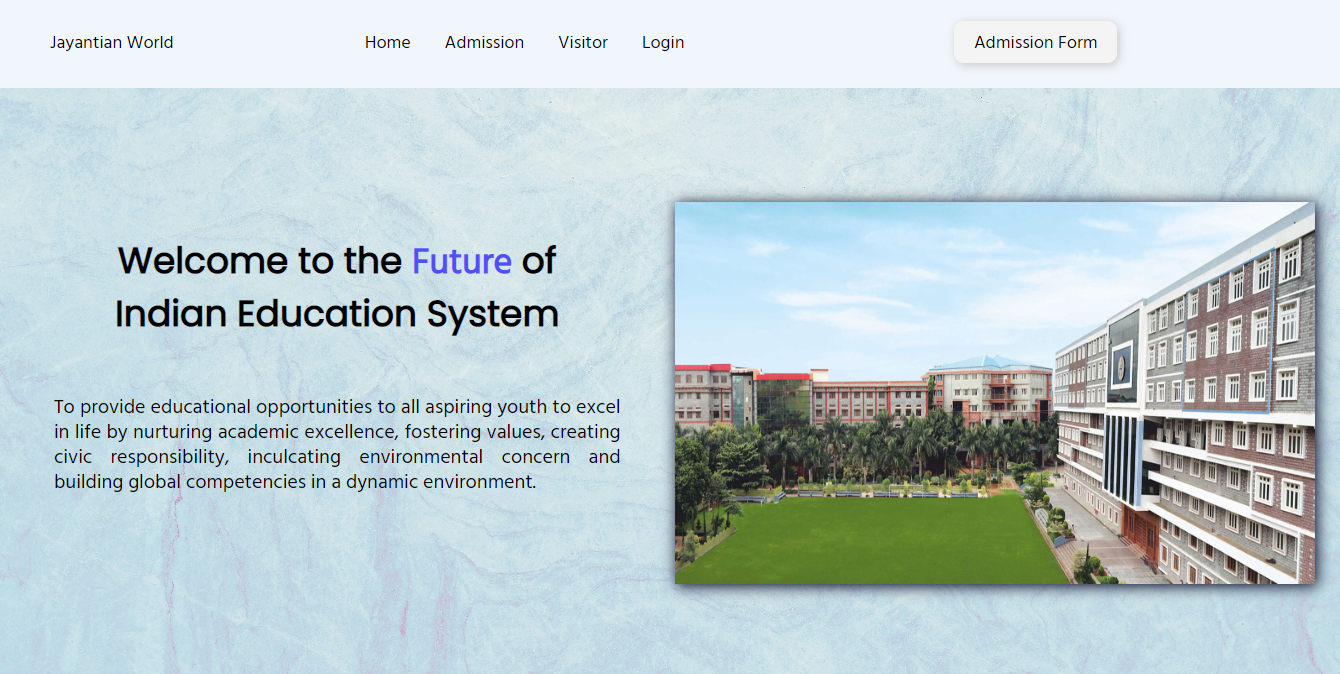 Jayantian World
Home
Admission
Visitor
Login
Admission Form
Welcome to the Future of
Indian Education System
To provide educational opportunities to all aspiring youth to excel
in life by nurturing academic excellence, fostering values, creating
civic responsibility, inculcating environmental concern and
building global competencies in a dynamic environment.